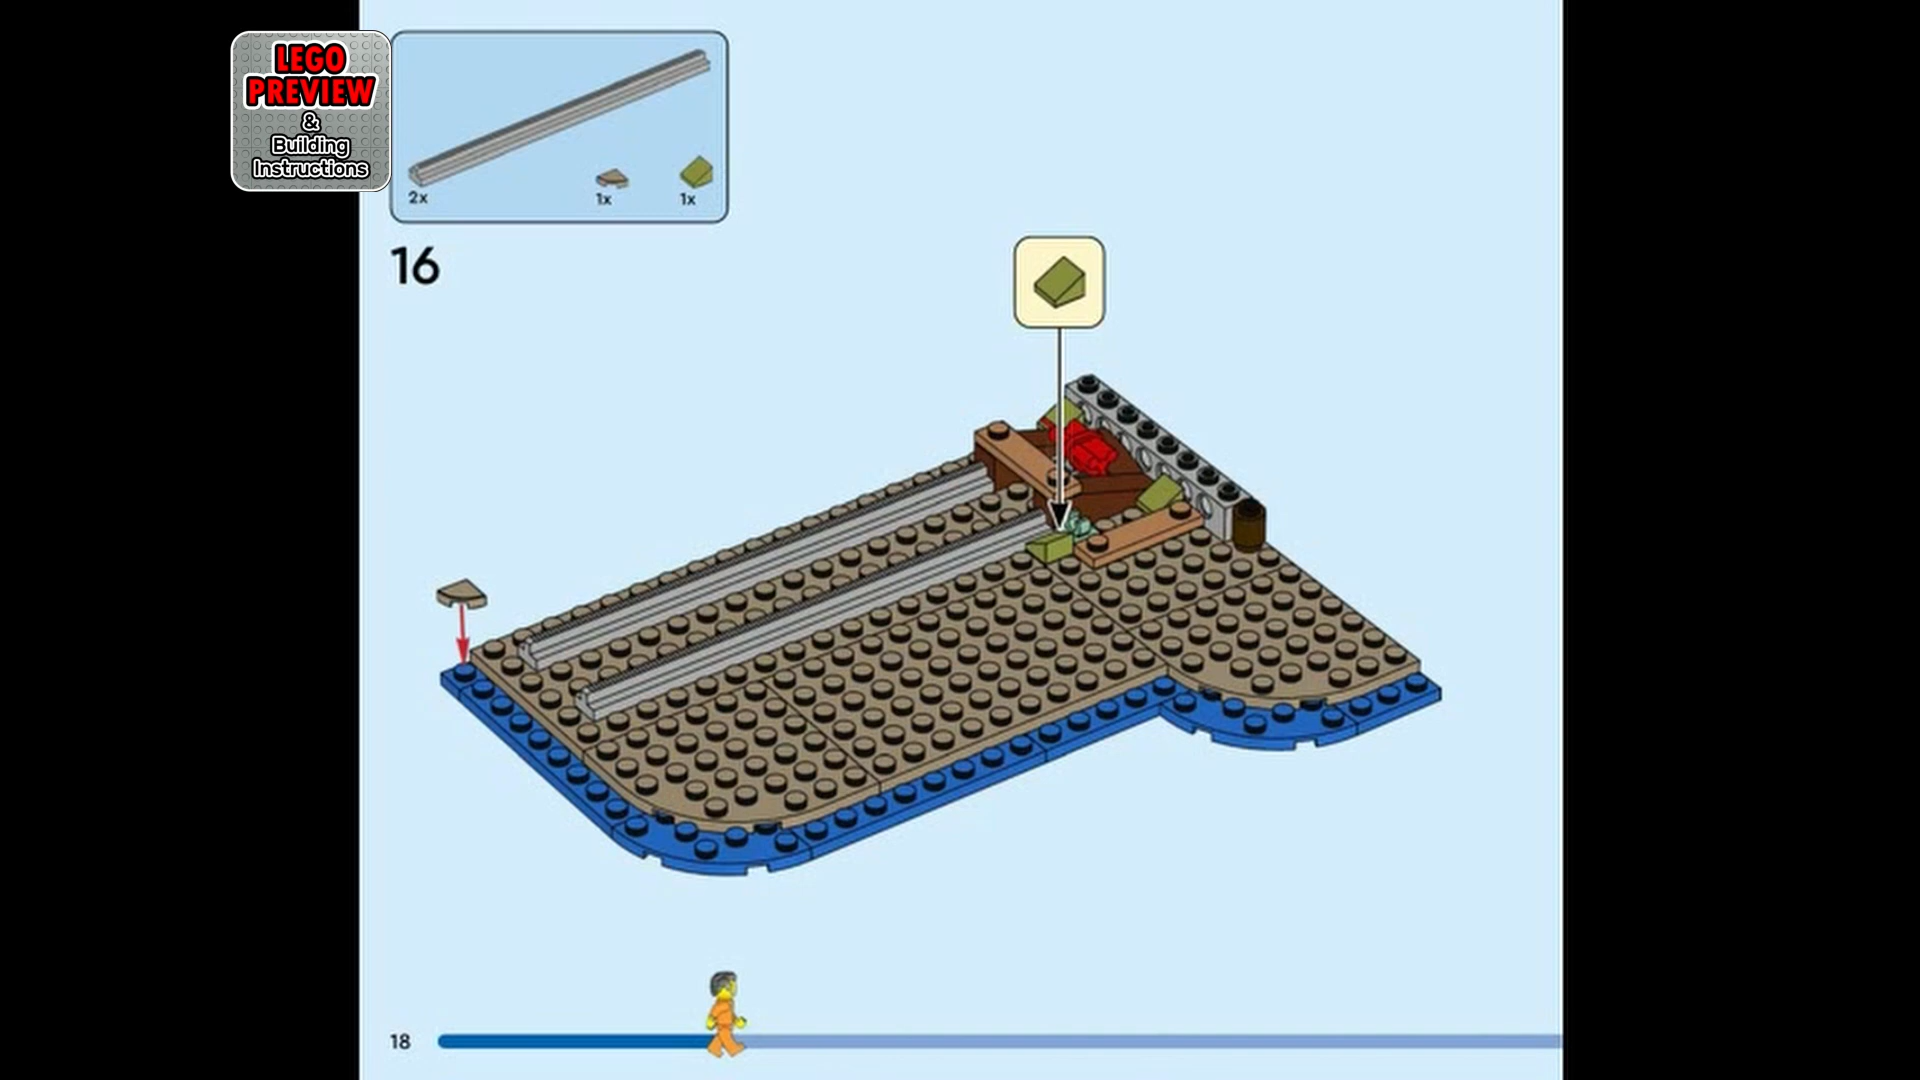 LEGO
PREVIEW
&
Building
Instructions
2x
1x
1x
16
18